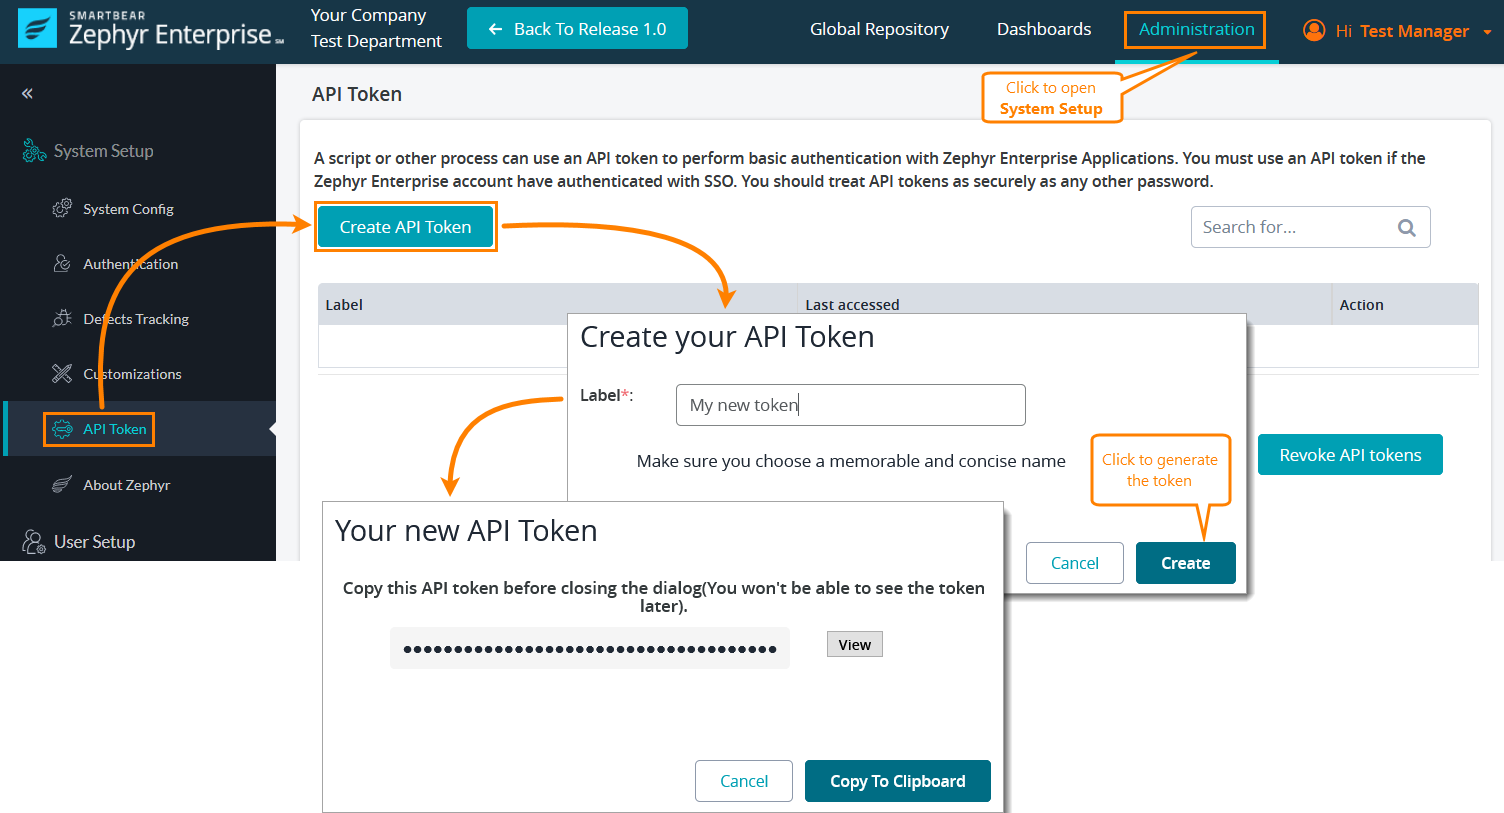 SMARTBEAR
Zephyr Enterprise SM
Your Company
Test Department
← Back To Release 1.0
Global Repository
Dashboards
Administration
Hi Test Manager
«
API Token
Click to open
System Setup
System Setup
A script or other process can use an API token to perform basic authentication with Zephyr Enterprise Applications. You must use an API token if the
Zephyr Enterprise account have authenticated with SSO. You should treat API tokens as securely as any other password.
System Config
Create API Token
Search for...
Authentication
Label
Last accessed
Action
Defects Tracking
Create your API Token
Customizations
Label*:
My new token
API Token
Make sure you choose a memorable and concise name
Click to generate
the token
Revoke API tokens
About Zephyr
Your new API Token
User Setup
Cancel
Create
Copy this API token before closing the dialog(You won't be able to see the token
later).
••••••••••••••••••••••••••••••••••••••
View
Cancel
Copy To Clipboard